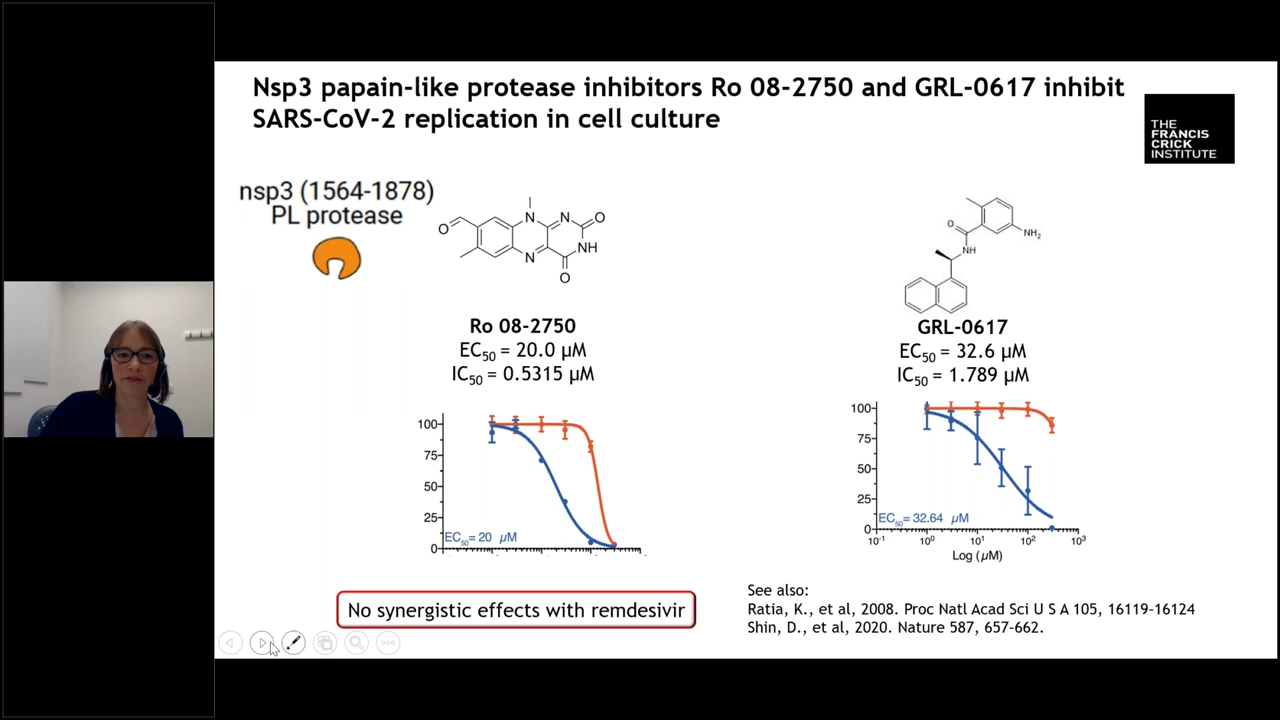 Nsp3 papain-like protease inhibitors Ro 08-2750 and GRL-0617 inhibit
SARS-CoV-2 replication in cell culture
THE
FRANCIS
CRICK
INSTITUTE
nsp3 (1564-1878)
PL protease
O
N
N
O
NH
N
O
O
NH
NH₂
Ro 08-2750
EC₅₀ = 20.0 µM
IC₅₀ = 0.5315 µM
GRL-0617
EC₅₀ = 32.6 µM
IC₅₀ = 1.789 µM
100
75
50
25
0
EC₅₀= 20 µM
100
75
50
25
0
EC₅₀= 32.64 µM
10⁻¹ 10⁰ 10¹ 10² 10³
Log (µM)
No synergistic effects with remdesivir
See also:
Ratia, K., et al, 2008. Proc Natl Acad Sci U S A 105, 16119-16124
Shin, D., et al, 2020. Nature 587, 657-662.